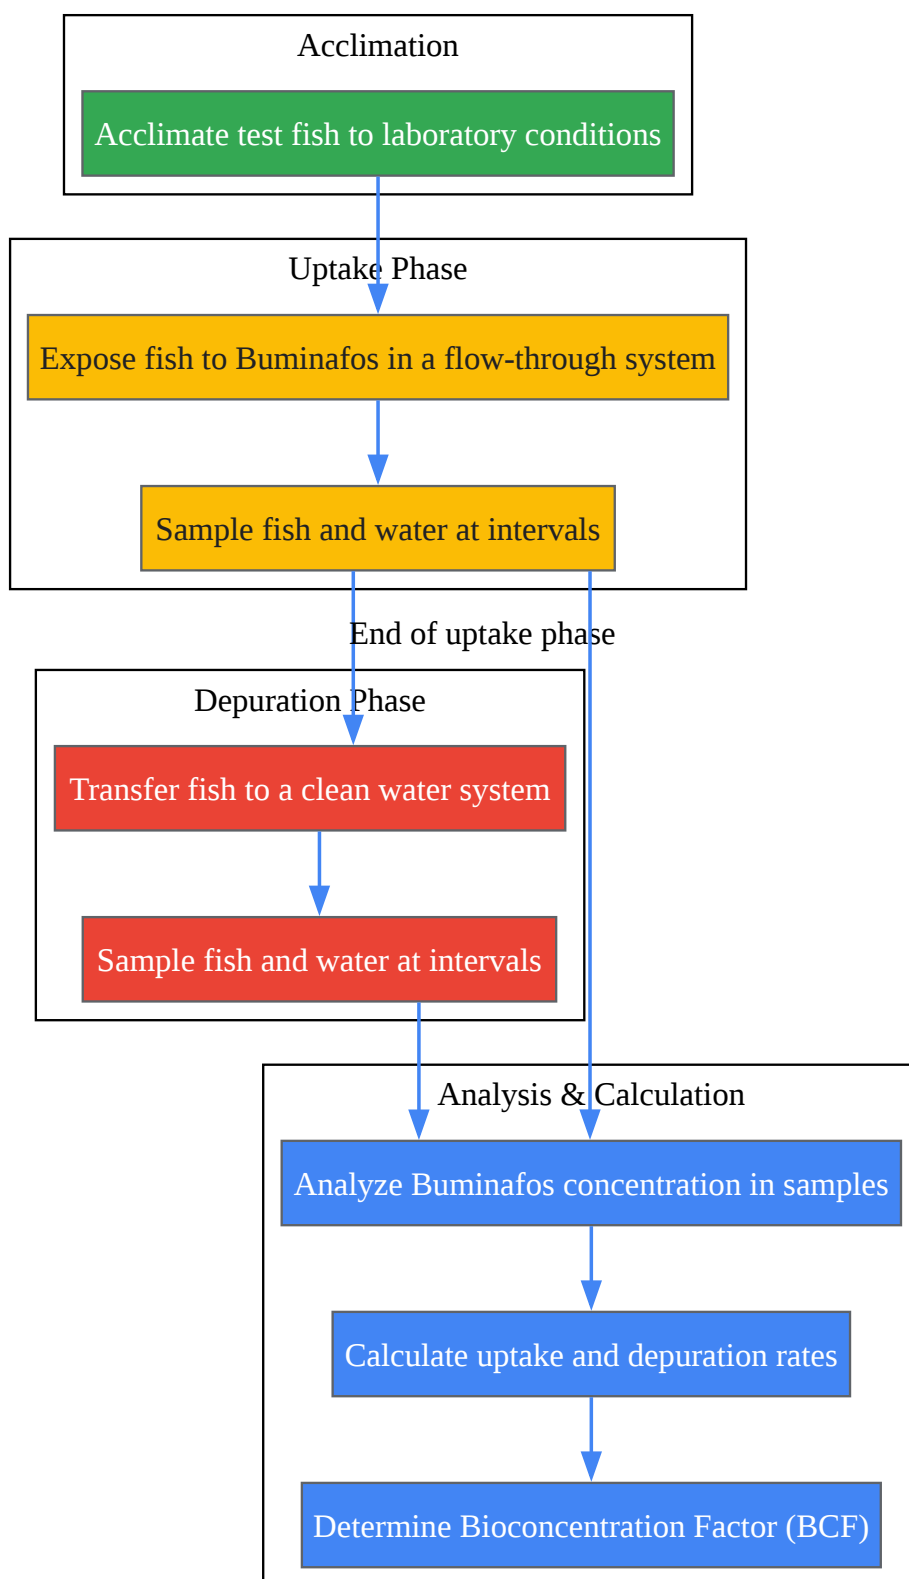 Acclimation
Acclimate test fish to laboratory conditions
Uptake Phase
Expose fish to Buminafos in a flow-through system
Sample fish and water at intervals
End of uptake phase
Depuration Phase
Transfer fish to a clean water system
Sample fish and water at intervals
Analysis & Calculation
Analyze Buminafos concentration in samples
Calculate uptake and depuration rates
Determine Bioconcentration Factor (BCF)